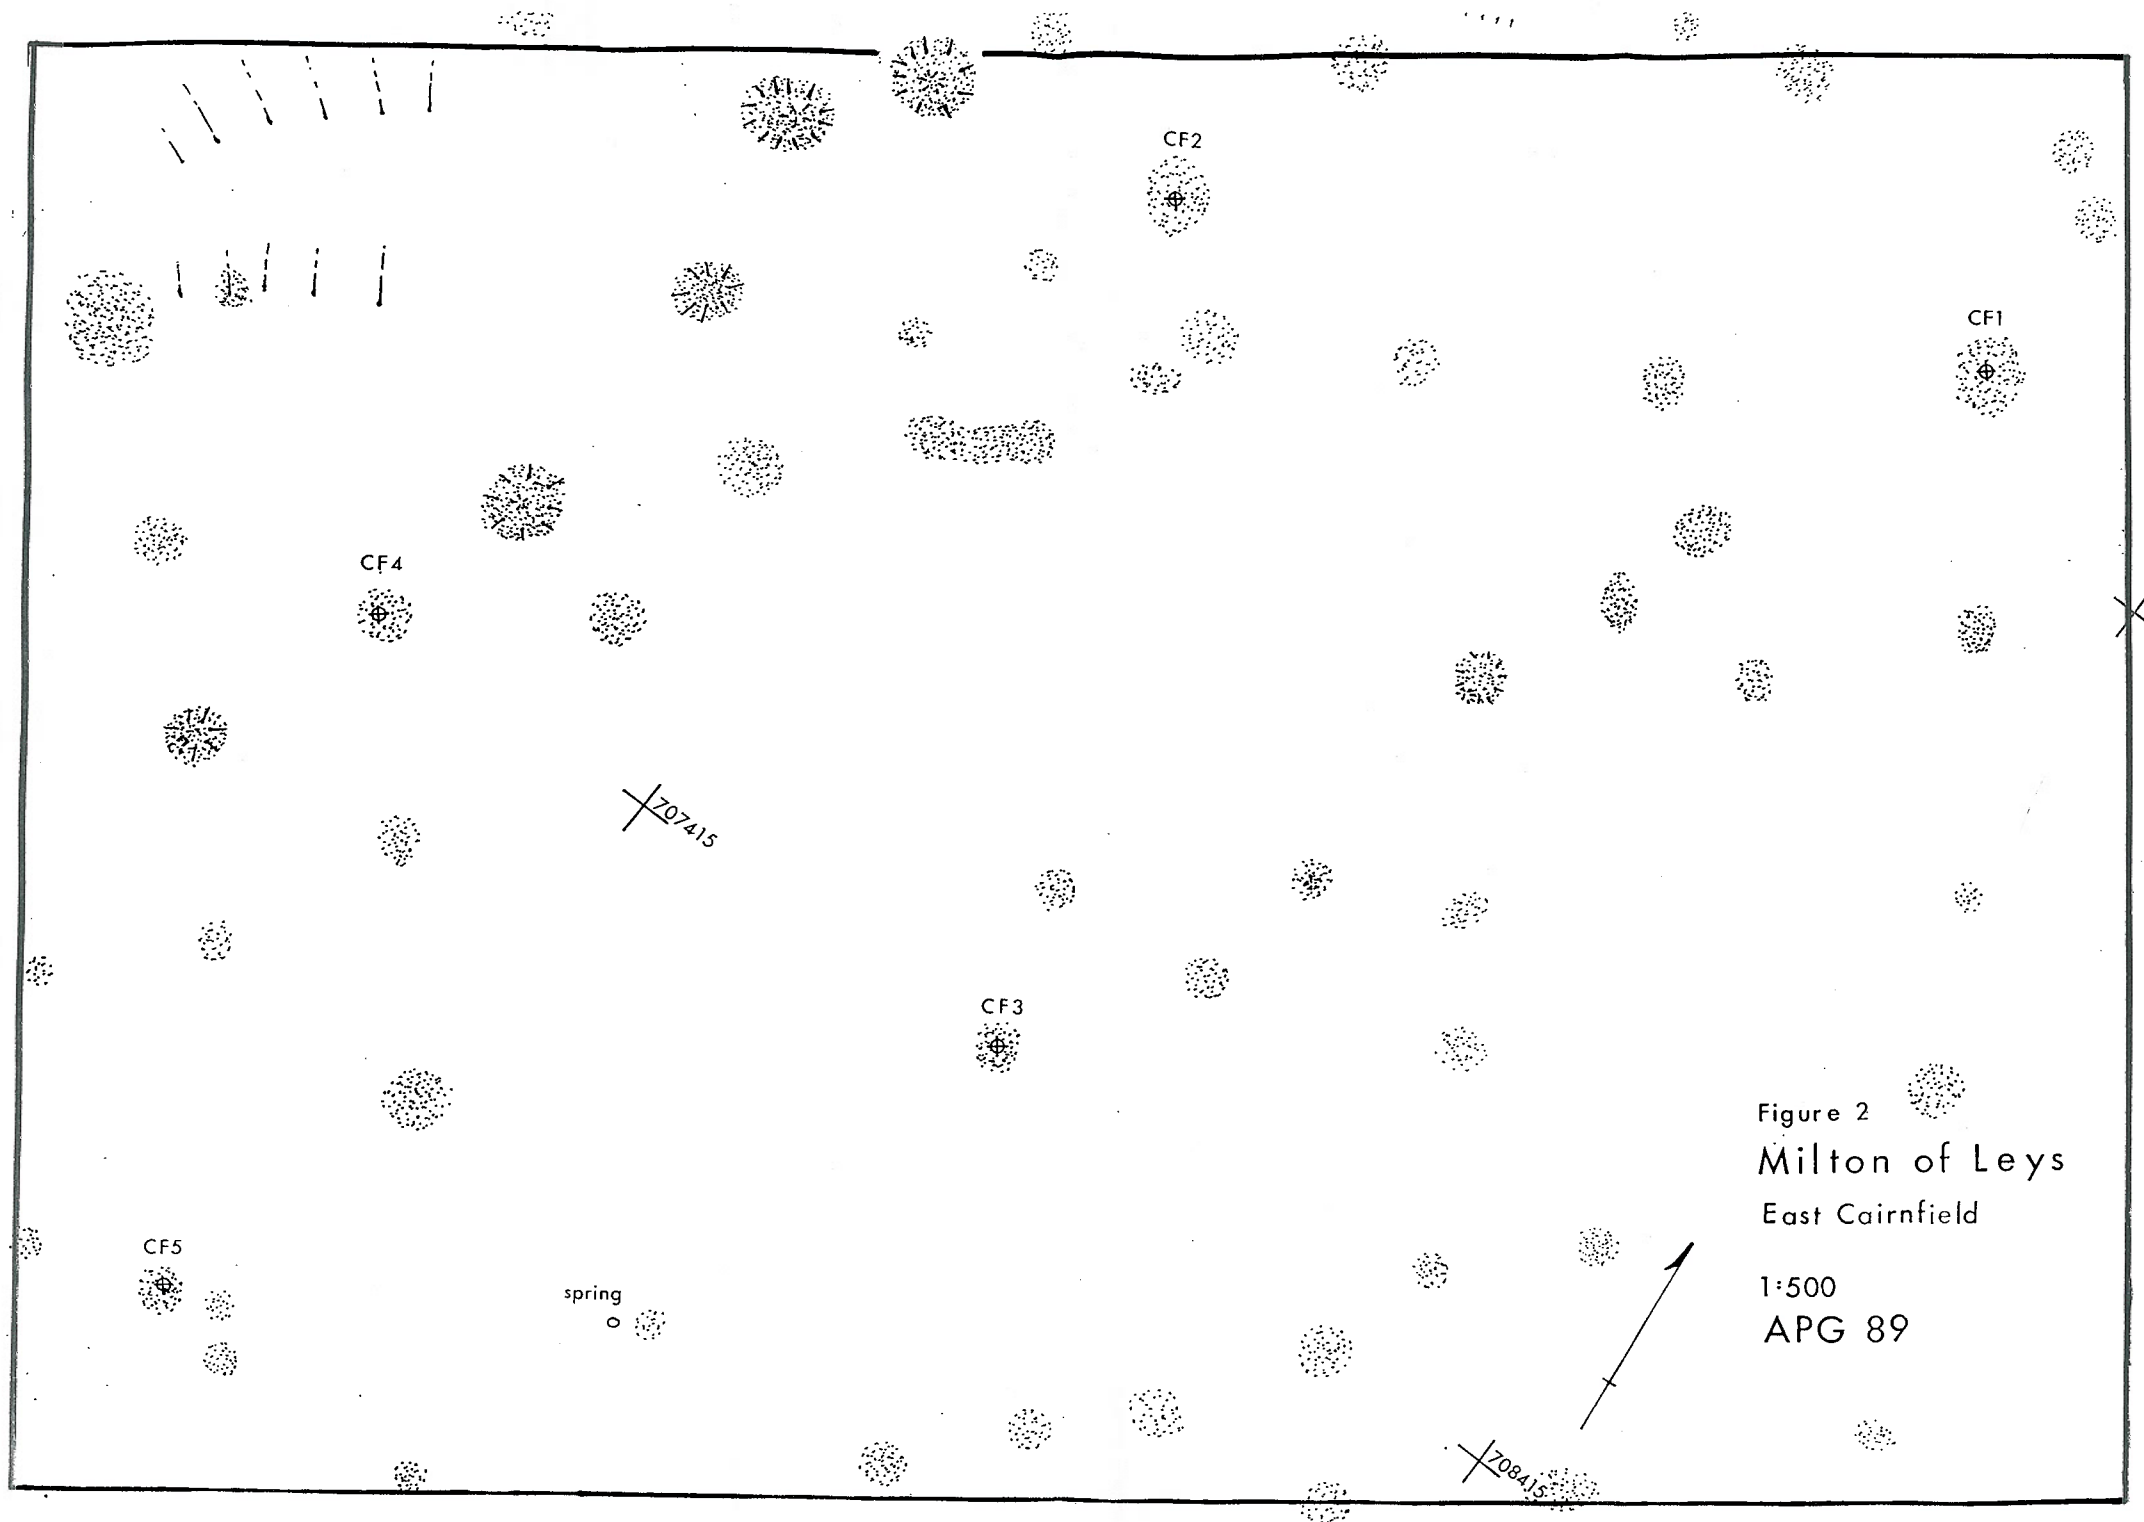 CF2
CF1
CF4
707415
CF3
Figure 2
Milton of Leys
East Cairnfield
CF5
spring
1:500
APG 89
708415